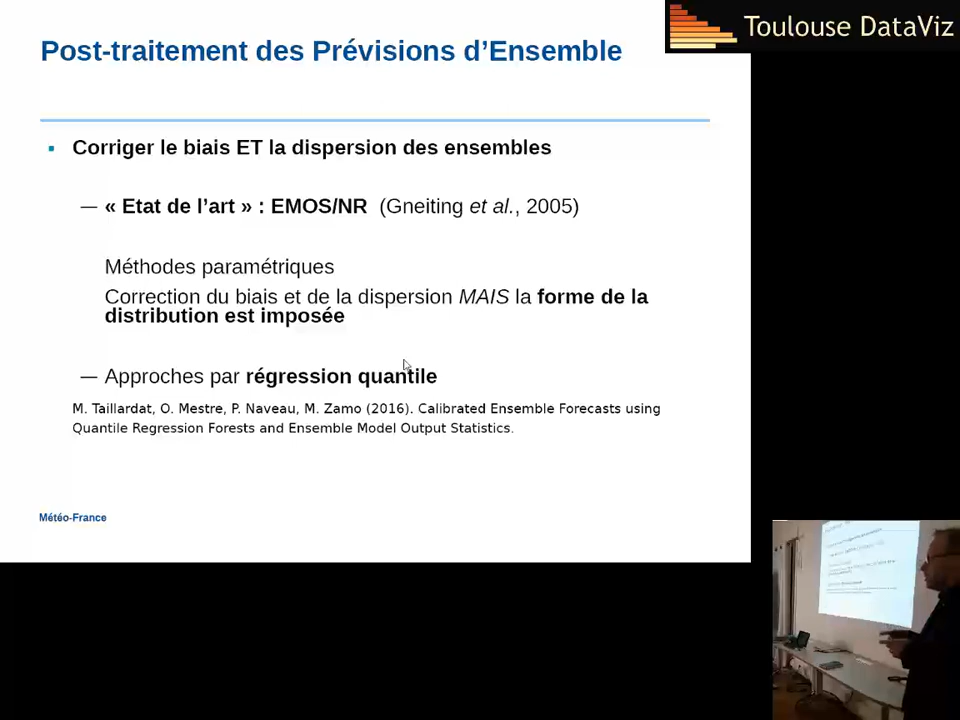 Post-traitement des Prévisions d’Ensemble
Toulouse DataViz
Corriger le biais ET la dispersion des ensembles
— « Etat de l’art » : EMOS/NR (Gneiting et al., 2005)
Méthodes paramétriques
Correction du biais et de la dispersion MAIS la forme de la
distribution est imposée
— Approches par régression quantile
M. Taillardat, O. Mestre, P. Naveau, M. Zamo (2016). Calibrated Ensemble Forecasts using
Quantile Regression Forests and Ensemble Model Output Statistics.
Météo-France